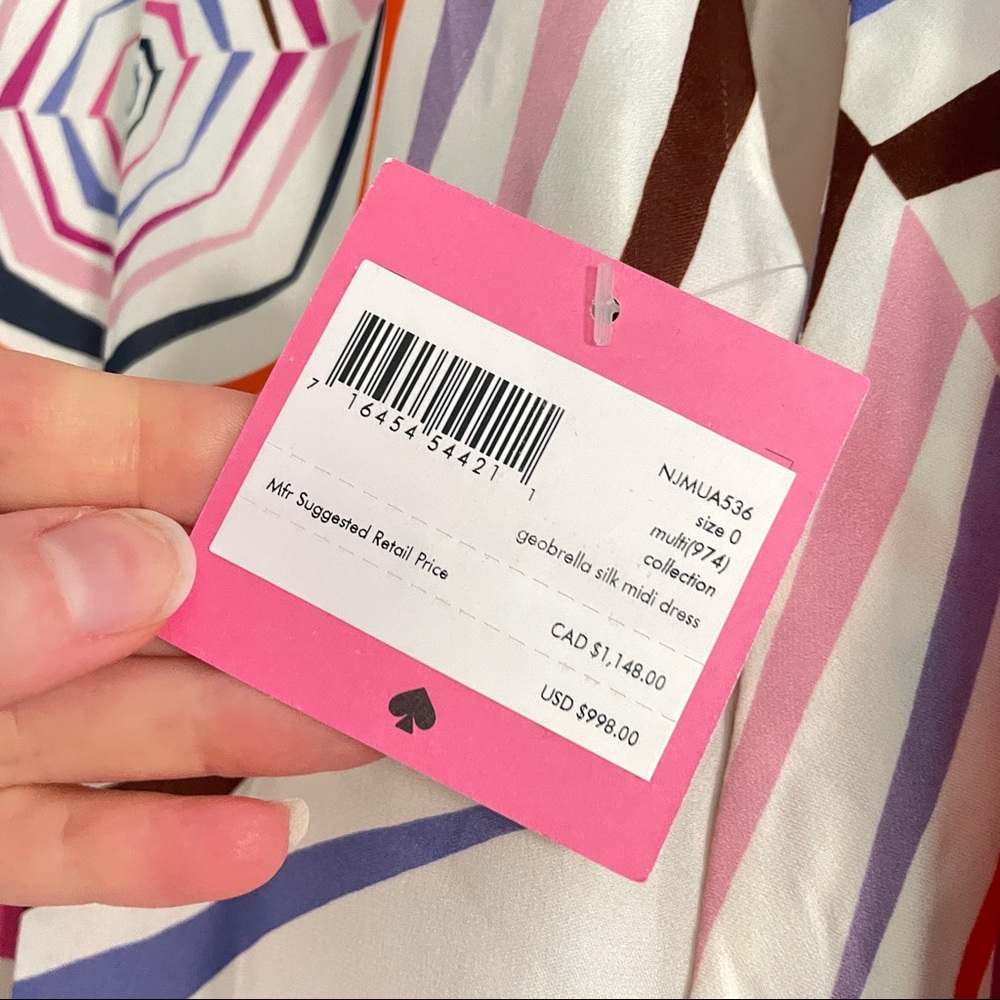 7 16454 54421 1
NJMUA536
size 0
multi(974)
collection
geobrella silk midi dress
Mfr Suggested Retail Price
CAD $1,148.00
USD $998.00